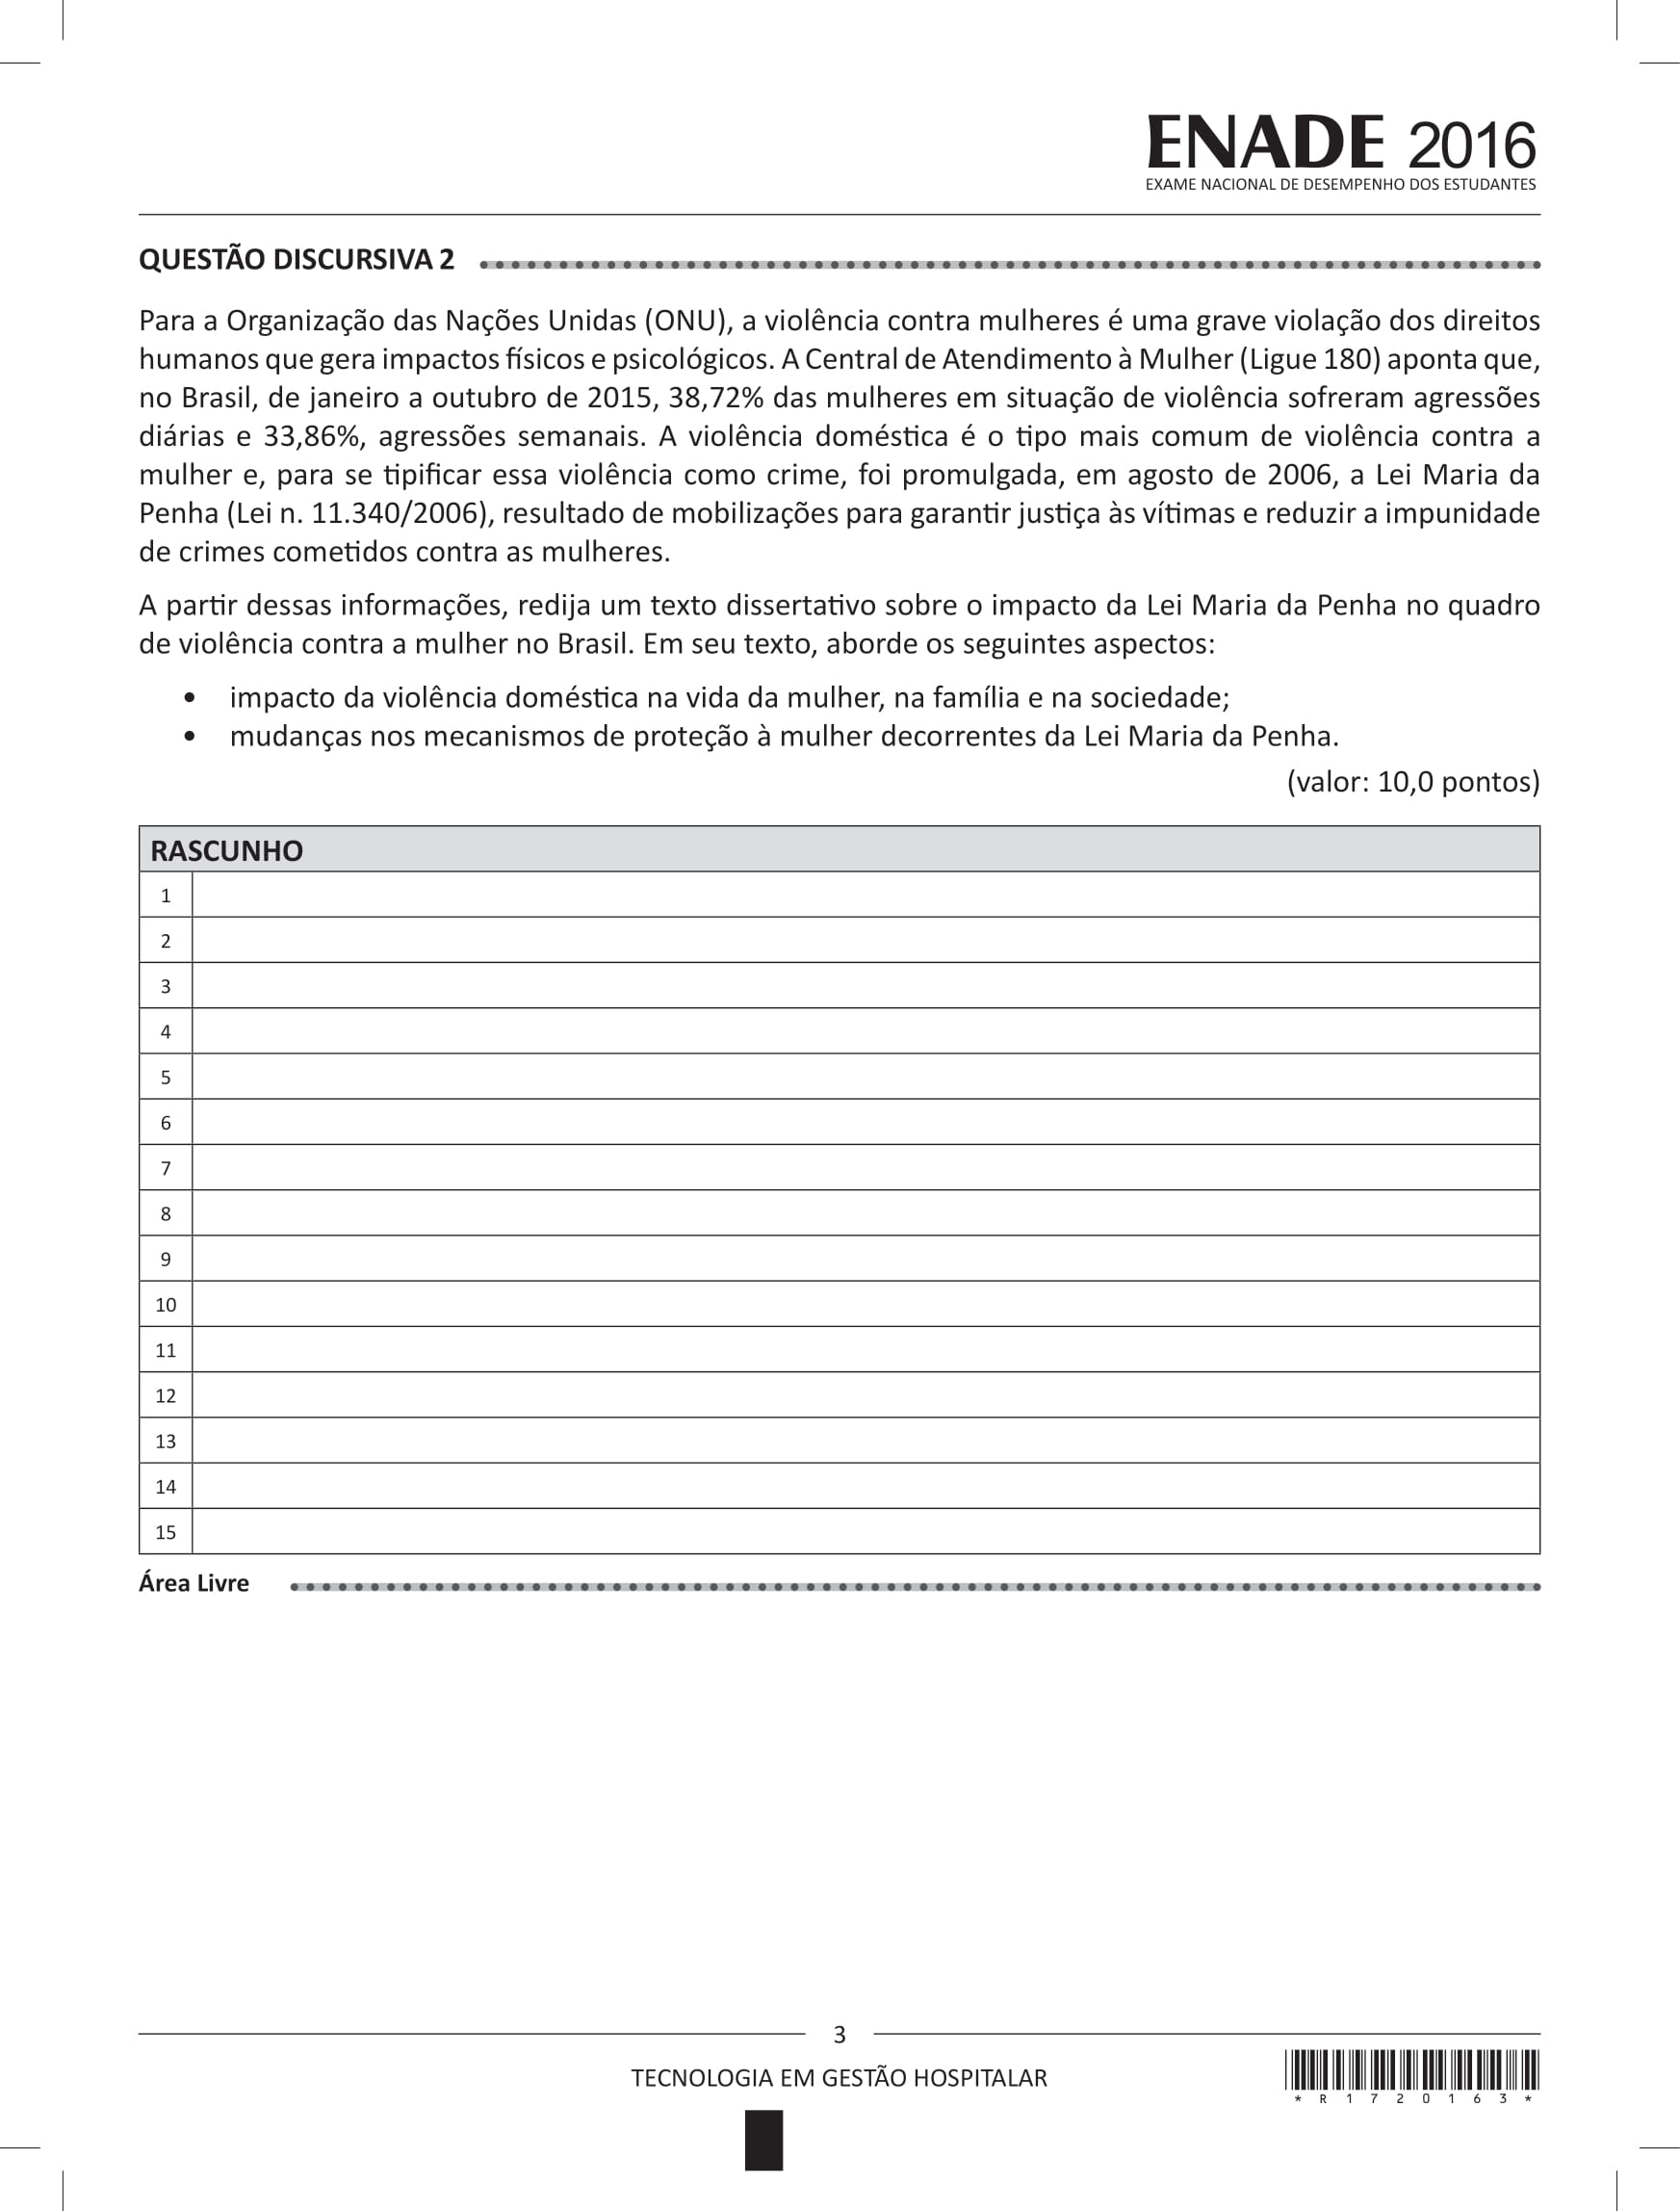 ENADE 2016
EXAME NACIONAL DE DESEMPENHO DOS ESTUDANTES
QUESTÃO DISCURSIVA 2
Para a Organização das Nações Unidas (ONU), a violência contra mulheres é uma grave violação dos direitos
humanos que gera impactos físicos e psicológicos. A Central de Atendimento à Mulher (Ligue 180) aponta que,
no Brasil, de janeiro a outubro de 2015, 38,72% das mulheres em situação de violência sofreram agressões
diárias e 33,86%, agressões semanais. A violência doméstica é o tipo mais comum de violência contra a
mulher e, para se tipificar essa violência como crime, foi promulgada, em agosto de 2006, a Lei Maria da
Penha (Lei n. 11.340/2006), resultado de mobilizações para garantir justiça às vítimas e reduzir a impunidade
de crimes cometidos contra as mulheres.
A partir dessas informações, redija um texto dissertativo sobre o impacto da Lei Maria da Penha no quadro
de violência contra a mulher no Brasil. Em seu texto, aborde os seguintes aspectos:
• impacto da violência doméstica na vida da mulher, na família e na sociedade;
• mudanças nos mecanismos de proteção à mulher decorrentes da Lei Maria da Penha.
(valor: 10,0 pontos)
RASCUNHO
1
2
3
4
5
6
7
8
9
10
11
12
13
14
15
Área Livre
3
TECNOLOGIA EM GESTÃO HOSPITALAR
* R 1 7 2 0 1 6 3 *